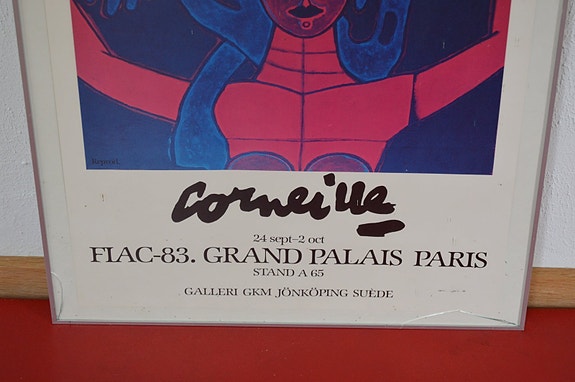 corneille
24 sept-2 oct
FIAC-83. GRAND PALAIS PARIS
STAND A 65
GALLERI GKM JÖNKÖPING SUÈDE